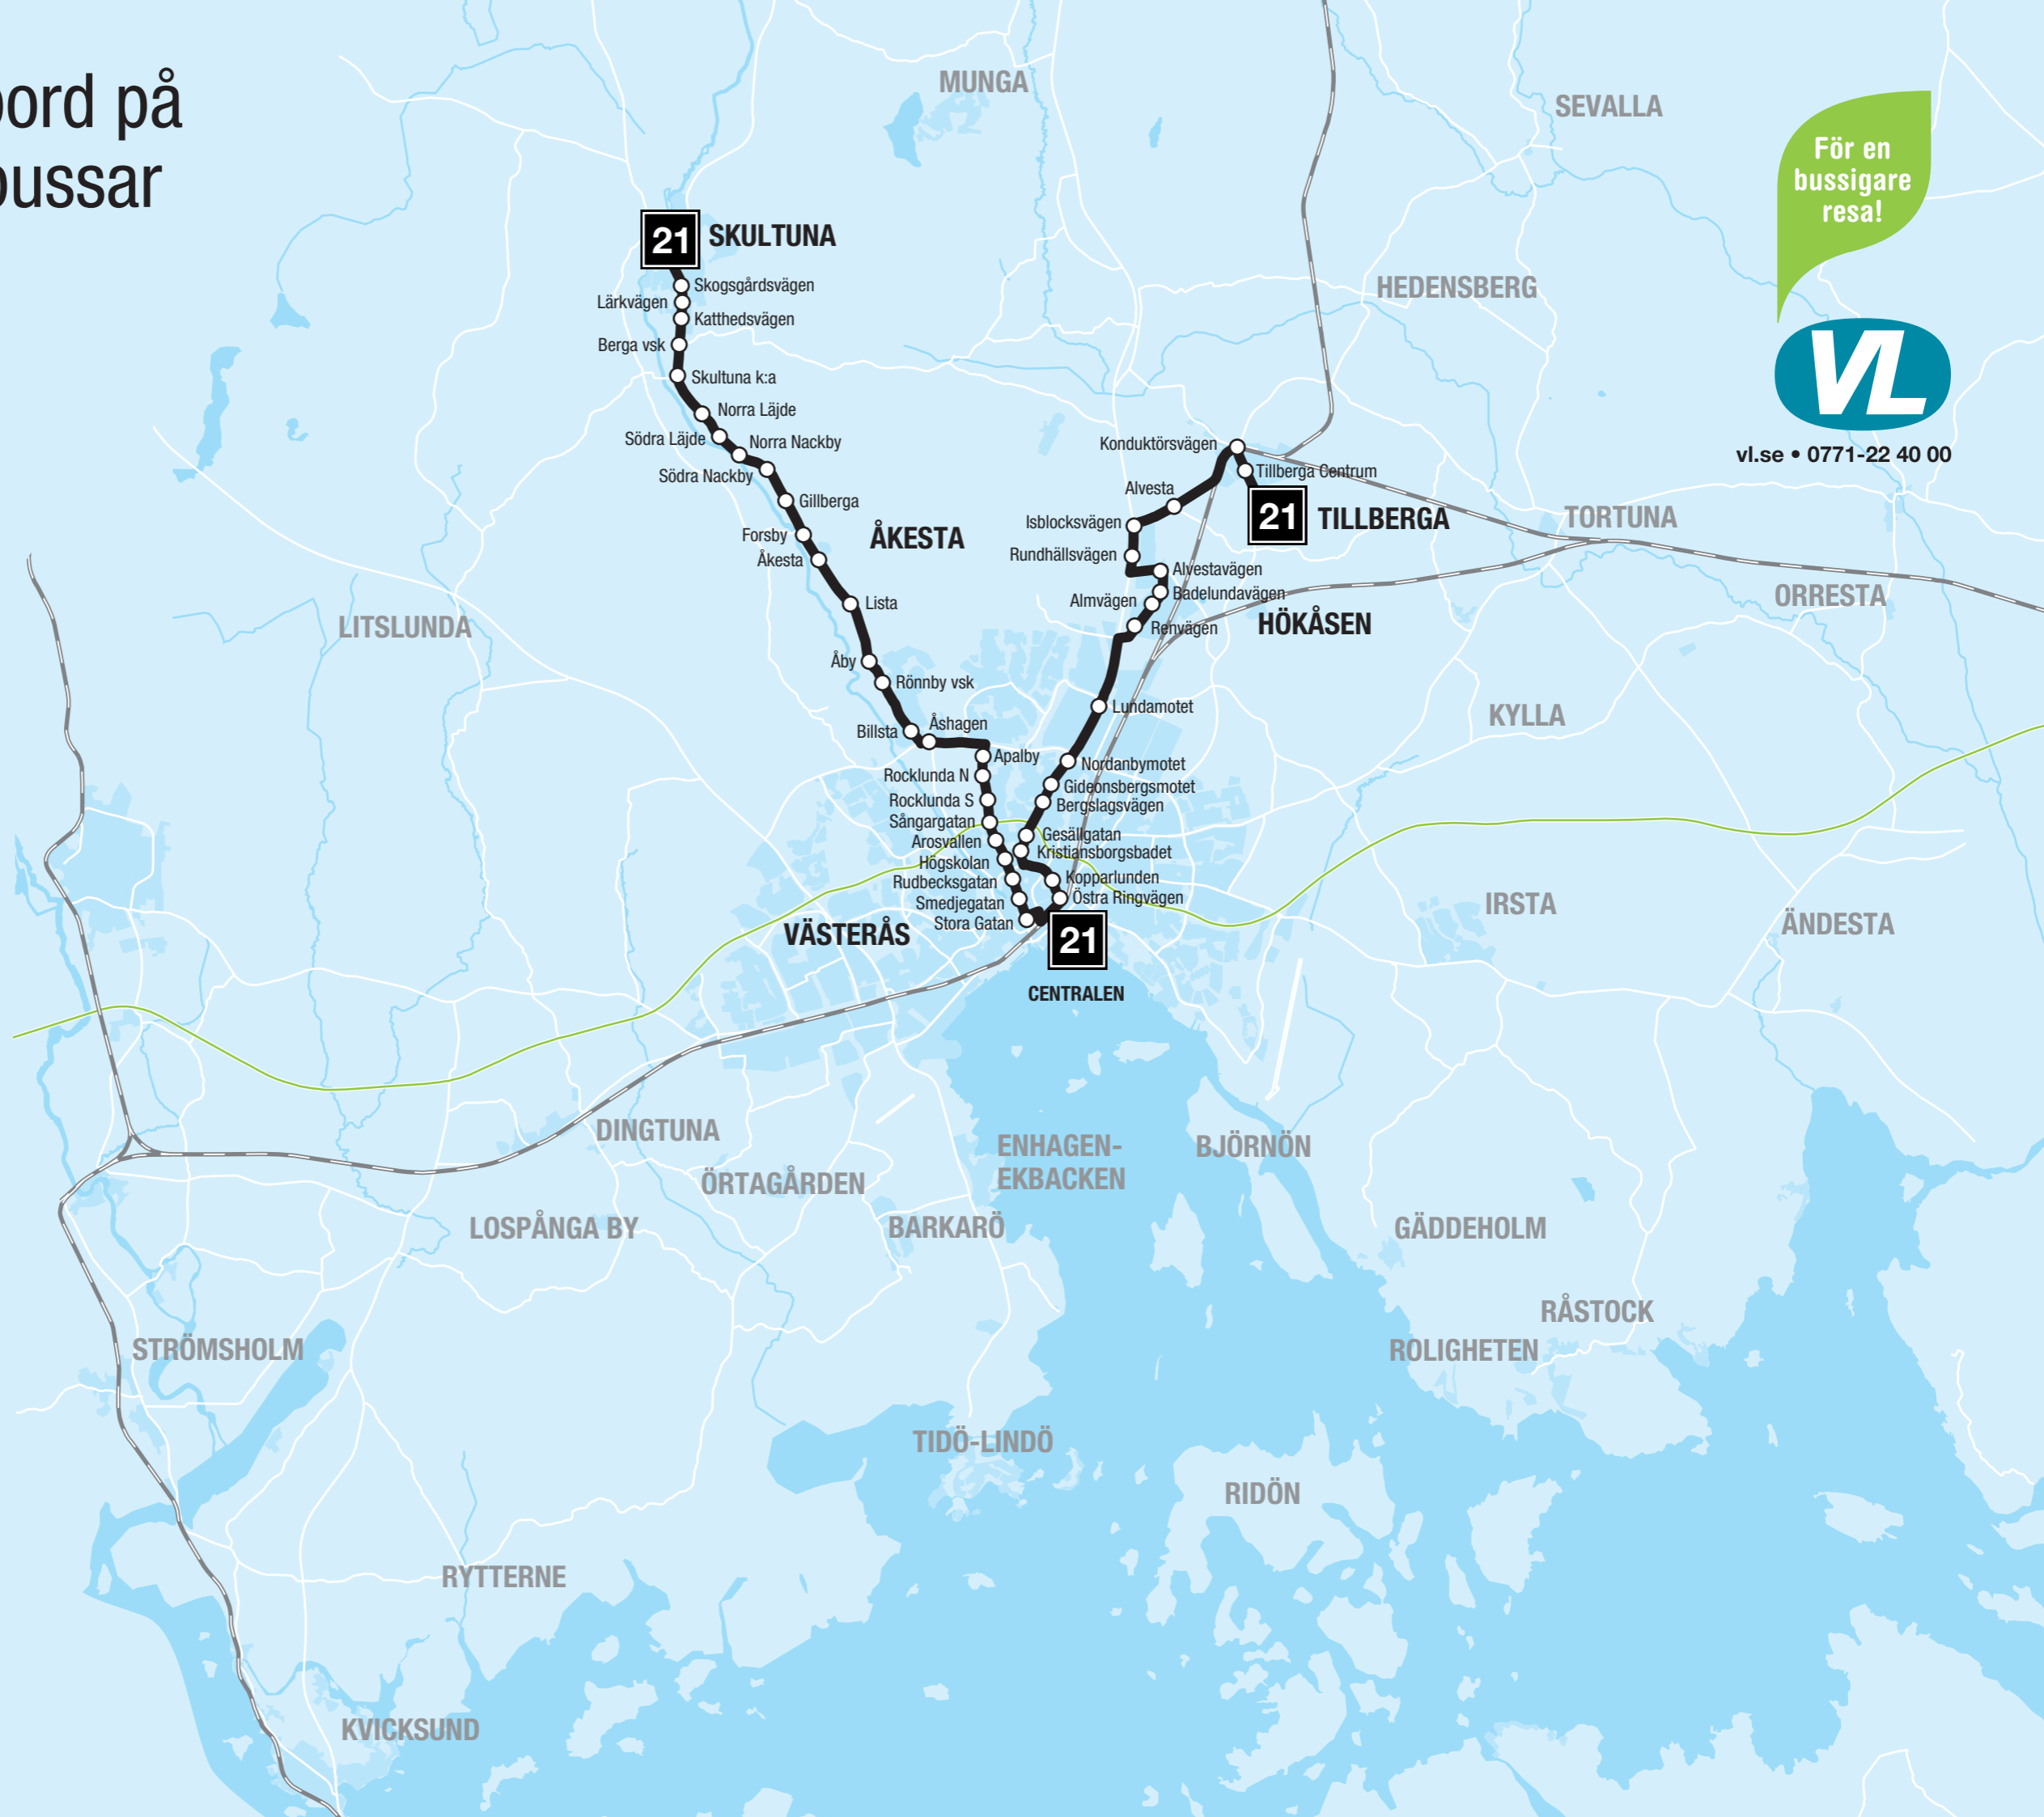 bord på
bussar
MUNGA
SEVALLA
För en
bussigare
resa!
21 SKULTUNA
Skogsgårdsvägen
Lärkvägen
Katthedsvägen
Berga vsk
Skultuna k:a
Norra Läjde
Södra Läjde
Norra Nackby
Södra Nackby
Gillberga
Forsby
Åkesta
Lista
Åby
Rönnby vsk
Billsta
Åshagen
Apalby
Rocklunda N
Rocklunda S
Sångargatan
Arosvallen
Högskolan
Rudbecksgatan
Smedjegatan
Stora Gatan
HEDENSBERG
VL
vl.se • 0771-22 40 00
Konduktörsvägen
Tillberga Centrum
21 TILLBERGA
Alvesta
Isblocksvägen
Rundhällsvägen
Alvestavägen
Badelundavägen
Almvägen
Renvägen
Lundamotet
Nordanbymotet
Gideonsbergsmotet
Bergslagsvägen
Gesällgatan
Kristiansborgsbadet
Kopparlunden
Östra Ringvägen
21
CENTRALEN
ÅKESTA
TORTUNA
ORRESTA
LITSLUNDA
HÖKÅSEN
KYLLA
VÄSTERÅS
IRSTA
ÄNDESTA
DINGTUNA
ENHAGEN-
EKBACKEN
BJÖRNÖN
ÖRTAGÅRDEN
LOSPÅNGA BY
BARKARÖ
GÄDDEHOLM
RÅSTOCK
STRÖMSHOLM
ROLIGHETEN
TIDÖ-LINDÖ
RIDÖN
RYTTERNE
KVICKSUND